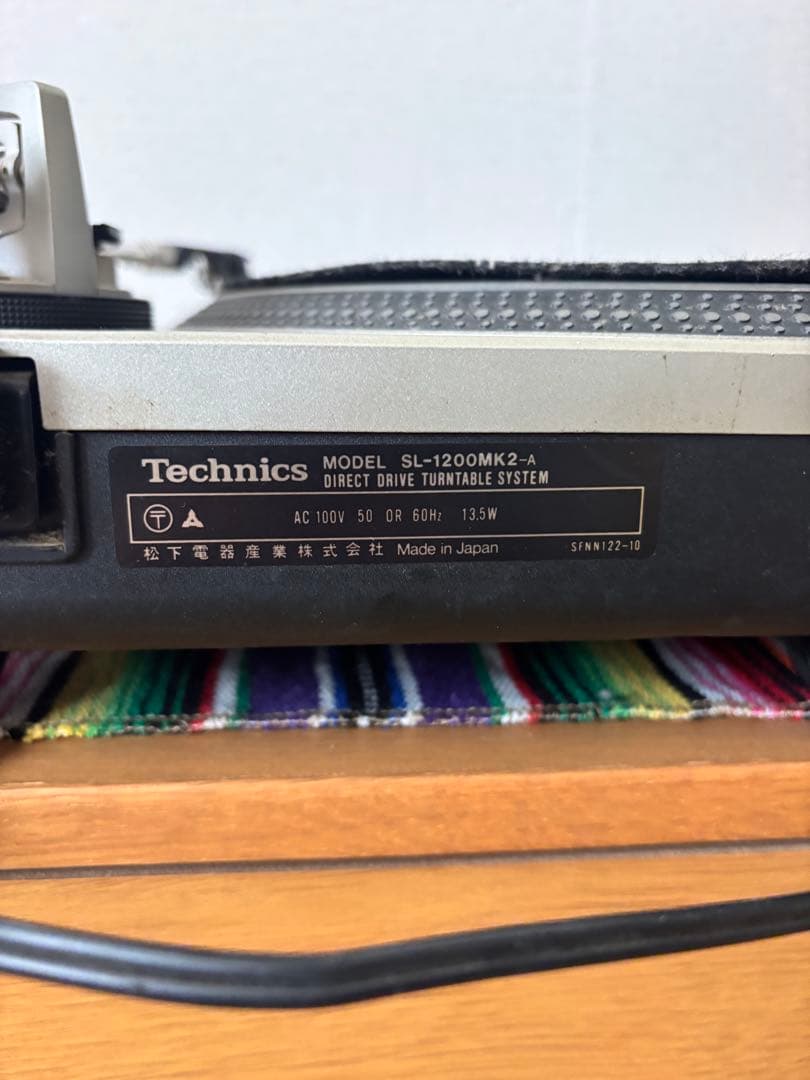 Technics MODEL SL-1200MK2-A
DIRECT DRIVE TURNTABLE SYSTEM
〒 AC 100V 50 OR 60Hz 13.5W
松下電器産業株式会社 Made in Japan SFNN122-10